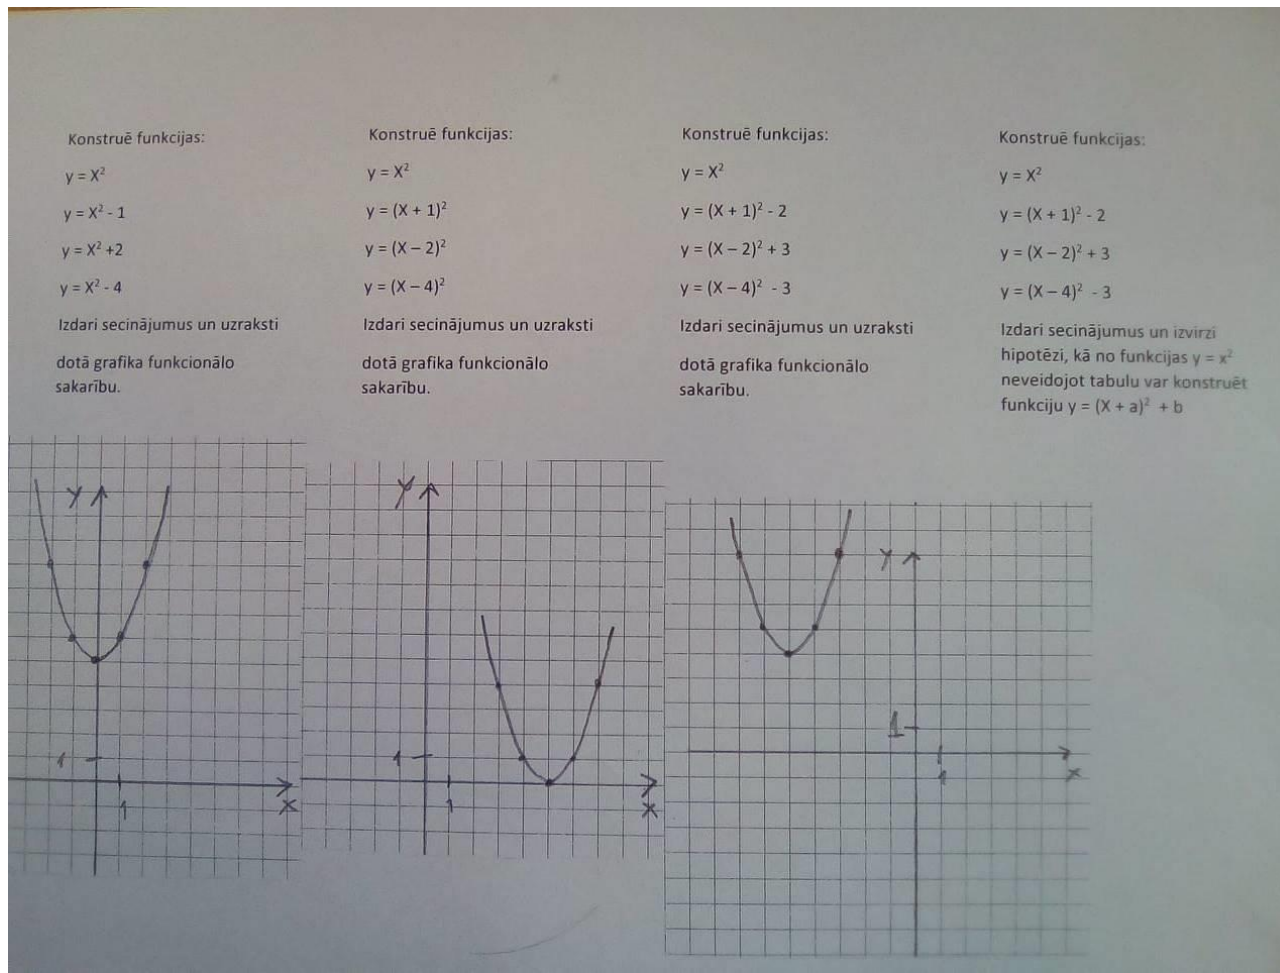 Konstruē funkcijas:
y = X²
y = X² - 1
y = X² +2
y = X² - 4
Izdari secinājumus un uzraksti
dotā grafika funkcionālo
sakarību.
Konstruē funkcijas:
y = X²
y = (X + 1)²
y = (X – 2)²
y = (X – 4)²
Izdari secinājumus un uzraksti
dotā grafika funkcionālo
sakarību.
Konstruē funkcijas:
y = X²
y = (X + 1)² - 2
y = (X – 2)² + 3
y = (X – 4)² - 3
Izdari secinājumus un uzraksti
dotā grafika funkcionālo
sakarību.
Konstruē funkcijas:
y = X²
y = (X + 1)² - 2
y = (X – 2)² + 3
y = (X – 4)² - 3
Izdari secinājumus un izvirzi
hipotēzi, kā no funkcijas y = x²
neveidojot tabulu var konstruēt
funkciju y = (X + a)² + b
y
1
1
x
y
1
1
x
y
1
1
x